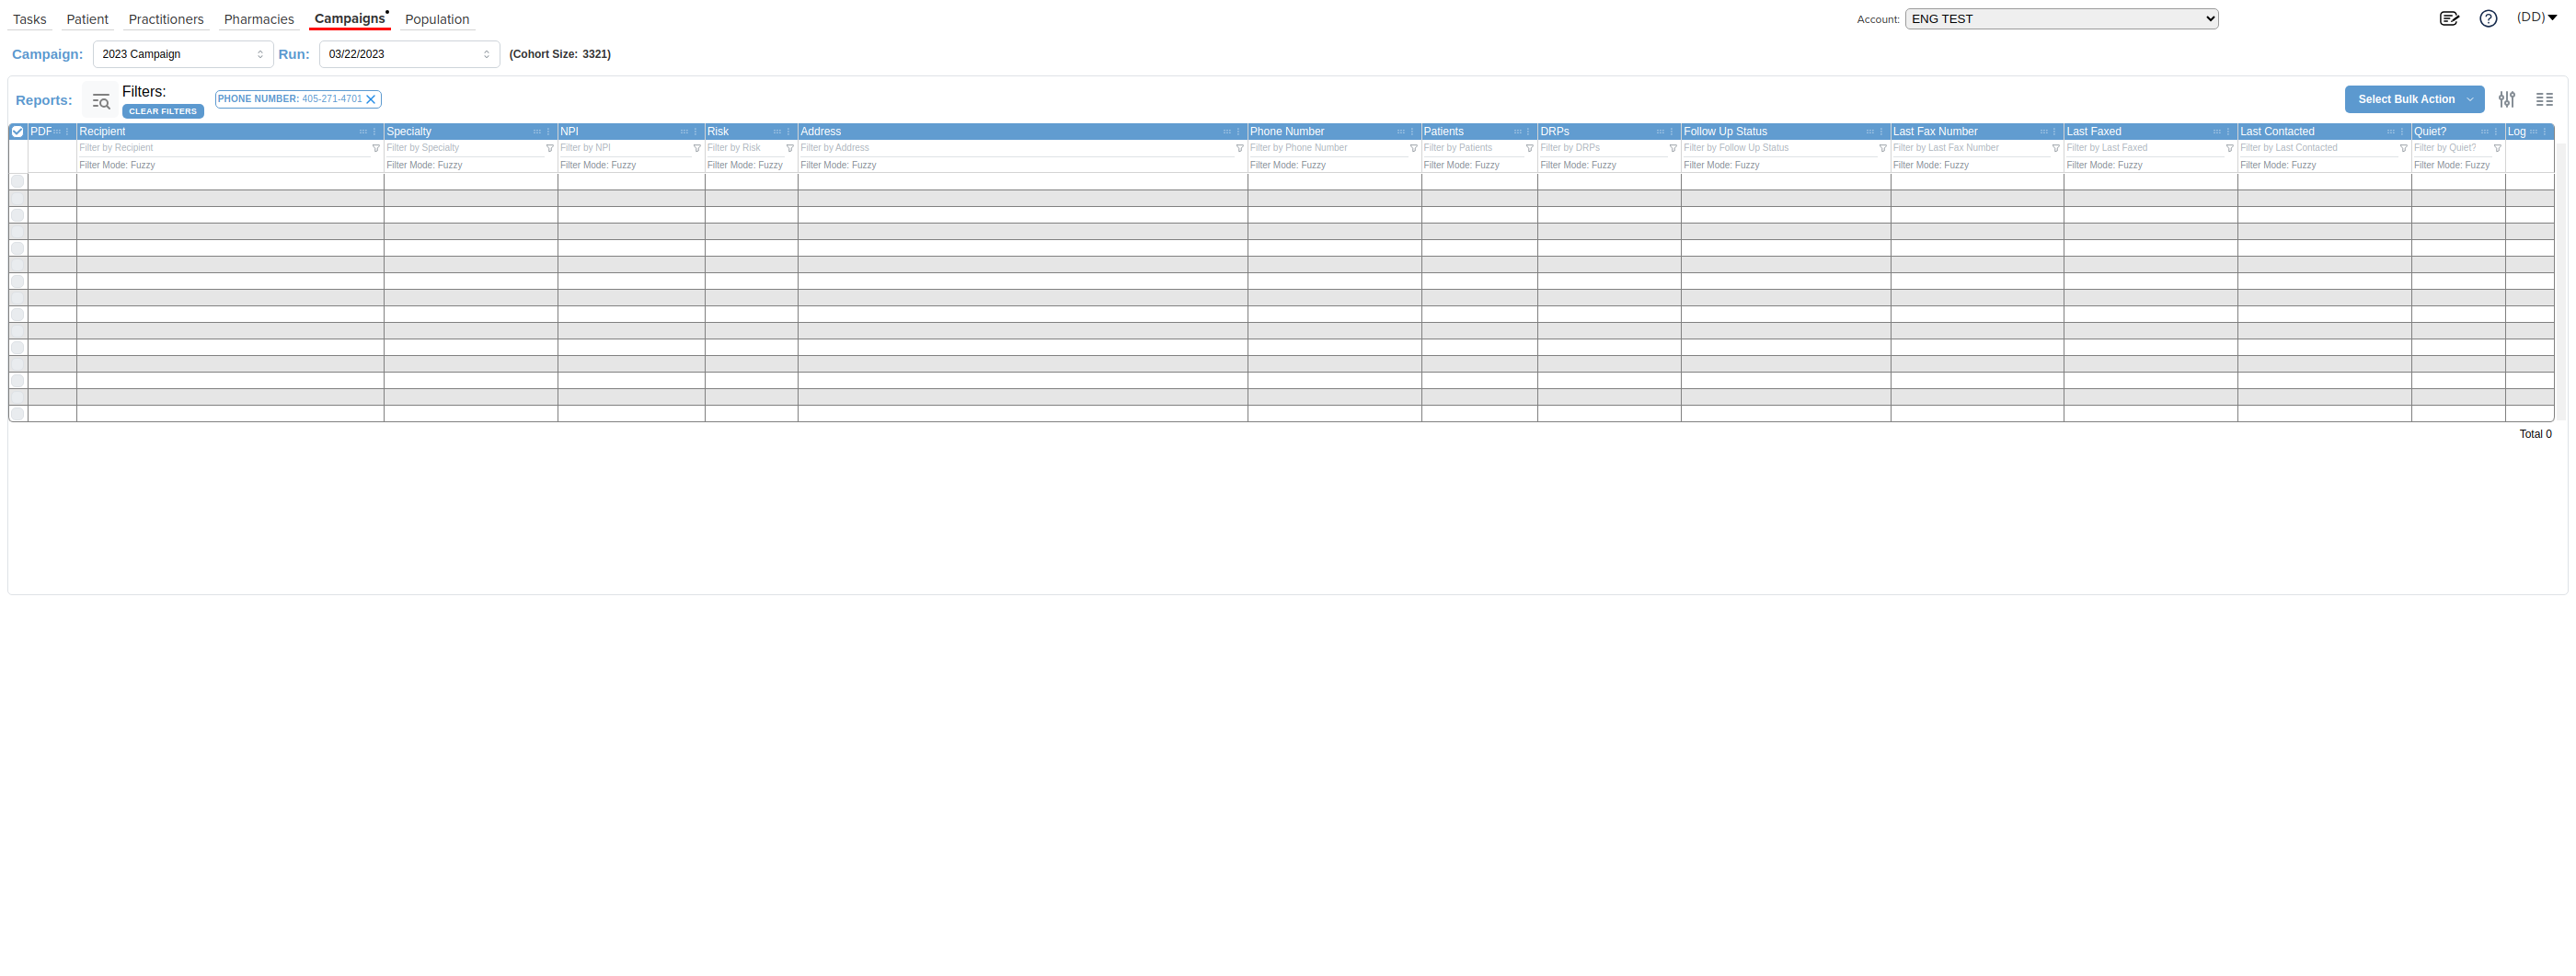 Tasks Patient Practitioners Pharmacies Campaigns Population Account: ENG TEST (DD)
Campaign: 2023 Campaign Run: 03/22/2023 (Cohort Size: 3321)
Reports: Filters: CLEAR FILTERS PHONE NUMBER: 405-271-4701 Select Bulk Action
PDF Recipient Specialty NPI Risk Address Phone Number Patients DRPs Follow Up Status Last Fax Number Last Faxed Last Contacted Quiet? Log
Filter by Recipient Filter by Specialty Filter by NPI Filter by Risk Filter by Address Filter by Phone Number Filter by Patients Filter by DRPs Filter by Follow Up Status Filter by Last Fax Number Filter by Last Faxed Filter by Last Contacted Filter by Quiet?
Filter Mode: Fuzzy Filter Mode: Fuzzy Filter Mode: Fuzzy Filter Mode: Fuzzy Filter Mode: Fuzzy Filter Mode: Fuzzy Filter Mode: Fuzzy Filter Mode: Fuzzy Filter Mode: Fuzzy Filter Mode: Fuzzy Filter Mode: Fuzzy Filter Mode: Fuzzy Filter Mode: Fuzzy
Total 0